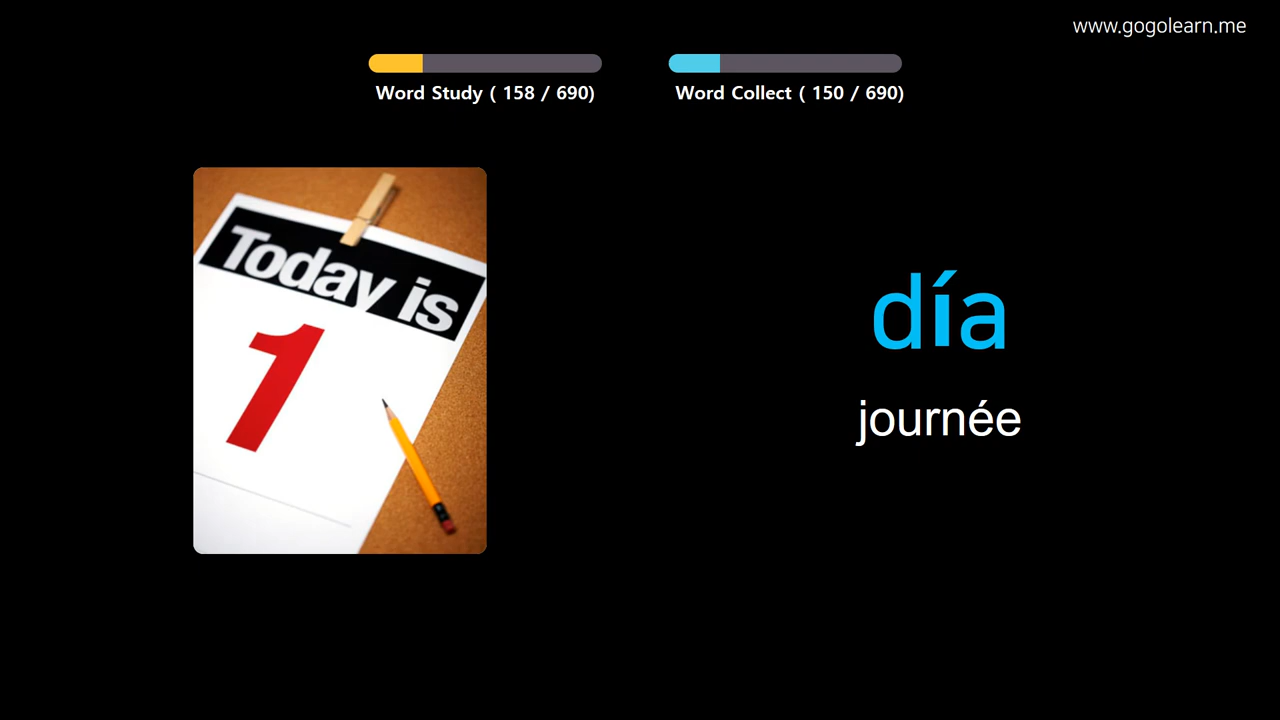 www.gogolearn.me
Word Study ( 158 / 690)
Word Collect ( 150 / 690)
Today is
1
día
journée